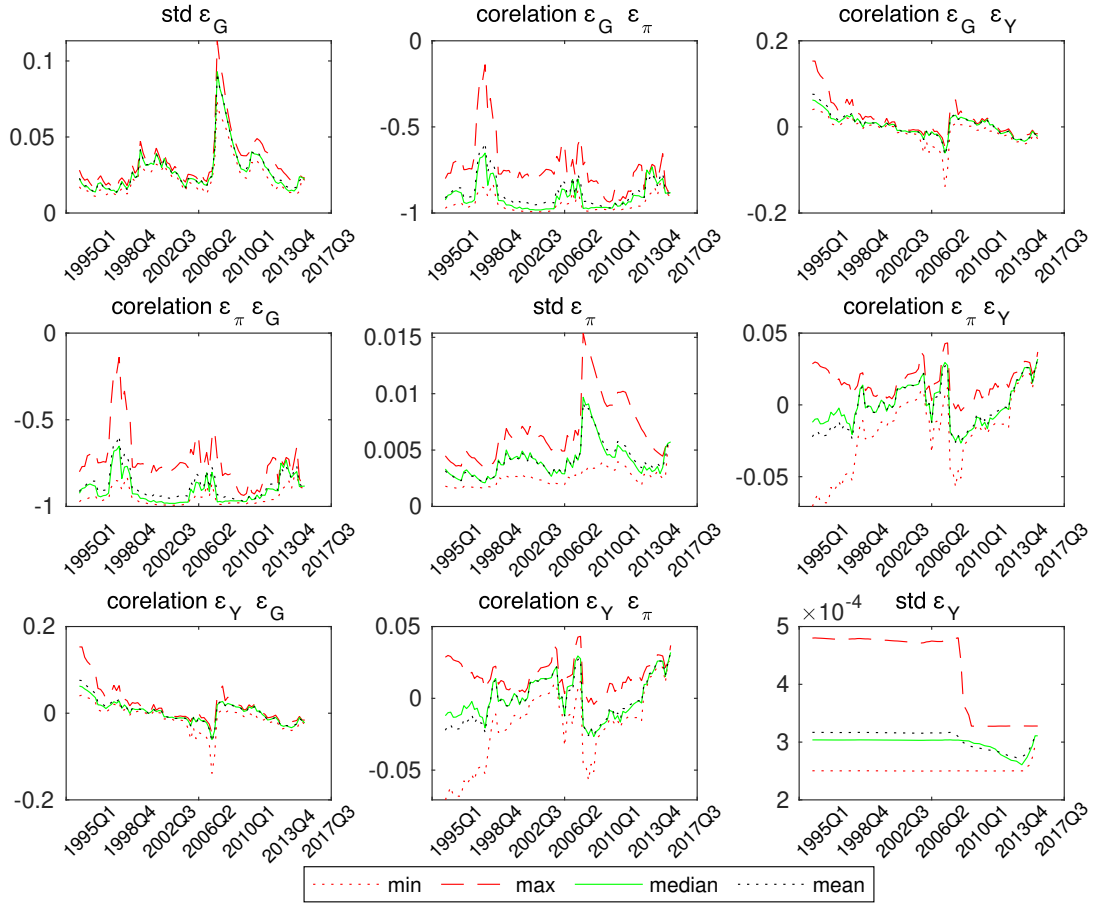 std ε_G
corelation ε_G ε_π
corelation ε_G ε_Y
0.1
0.05
0
0
-0.5
-1
0.2
0
-0.2
1995Q1 1998Q4 2002Q3 2006Q2 2010Q1 2013Q4 2017Q3
1995Q1 1998Q4 2002Q3 2006Q2 2010Q1 2013Q4 2017Q3
1995Q1 1998Q4 2002Q3 2006Q2 2010Q1 2013Q4 2017Q3
corelation ε_π ε_G
std ε_π
corelation ε_π ε_Y
0
-0.5
-1
0.015
0.01
0.005
0
0.05
0
-0.05
1995Q1 1998Q4 2002Q3 2006Q2 2010Q1 2013Q4 2017Q3
1995Q1 1998Q4 2002Q3 2006Q2 2010Q1 2013Q4 2017Q3
1995Q1 1998Q4 2002Q3 2006Q2 2010Q1 2013Q4 2017Q3
corelation ε_Y ε_G
corelation ε_Y ε_π
×10^-4 std ε_Y
0.2
0
-0.2
0.05
0
-0.05
5
4
3
2
1995Q1 1998Q4 2002Q3 2006Q2 2010Q1 2013Q4 2017Q3
1995Q1 1998Q4 2002Q3 2006Q2 2010Q1 2013Q4 2017Q3
1995Q1 1998Q4 2002Q3 2006Q2 2010Q1 2013Q4 2017Q3
min max median mean